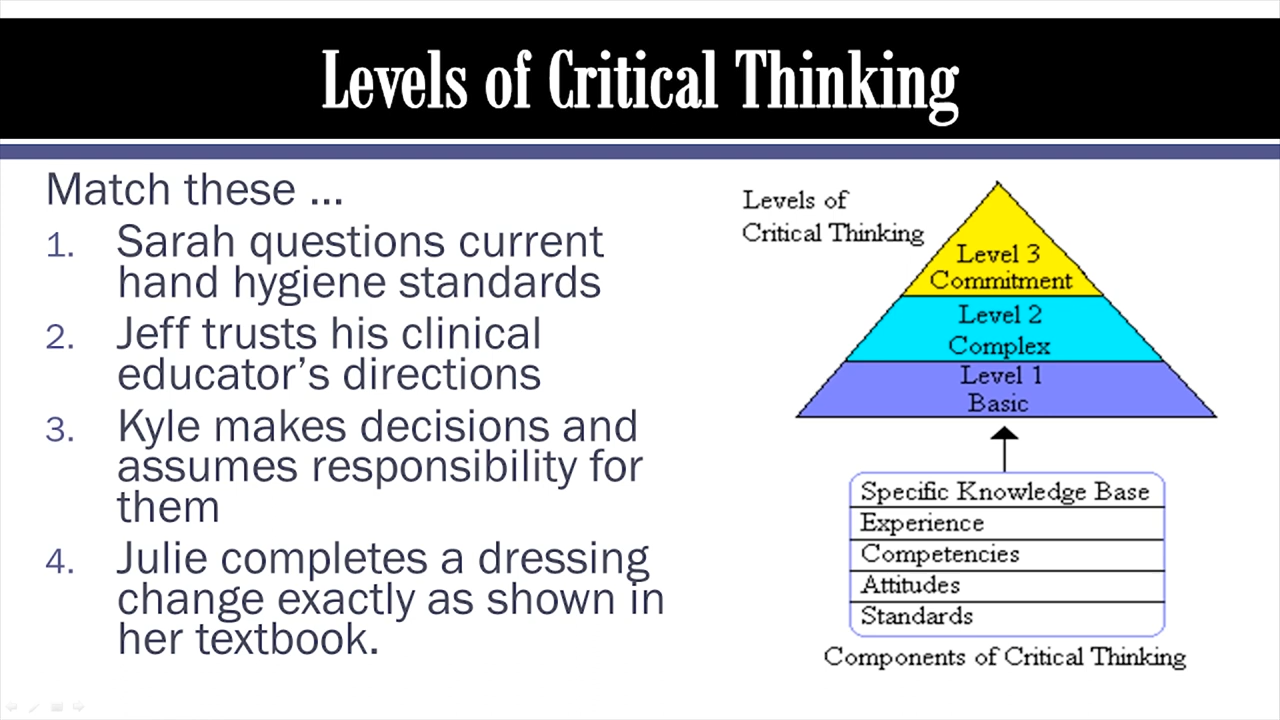 Levels of Critical Thinking
Match these ...
1. Sarah questions current
hand hygiene standards
2. Jeff trusts his clinical
educator’s directions
3. Kyle makes decisions and
assumes responsibility for
them
4. Julie completes a dressing
change exactly as shown in
her textbook.
Levels of
Critical Thinking
Level 3
Commitment
Level 2
Complex
Level 1
Basic
Specific Knowledge Base
Experience
Competencies
Attitudes
Standards
Components of Critical Thinking